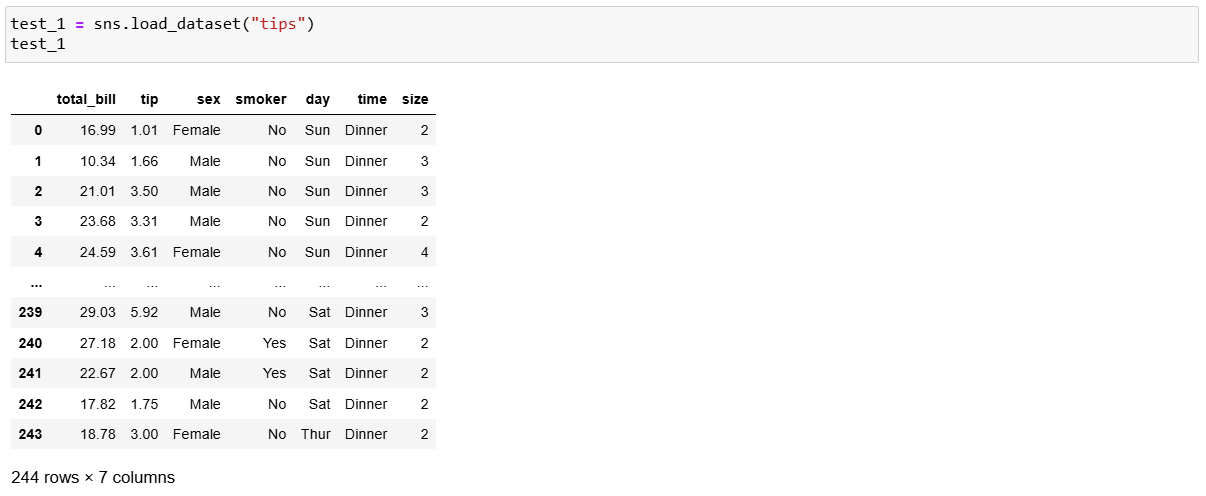 test_1 = sns.load_dataset("tips")
test_1
total_bill tip sex smoker day time size
0 16.99 1.01 Female No Sun Dinner 2
1 10.34 1.66 Male No Sun Dinner 3
2 21.01 3.50 Male No Sun Dinner 3
3 23.68 3.31 Male No Sun Dinner 2
4 24.59 3.61 Female No Sun Dinner 4
... ... ... ... ... ... ... ...
239 29.03 5.92 Male No Sat Dinner 3
240 27.18 2.00 Female Yes Sat Dinner 2
241 22.67 2.00 Male Yes Sat Dinner 2
242 17.82 1.75 Male No Sat Dinner 2
243 18.78 3.00 Female No Thur Dinner 2
244 rows × 7 columns